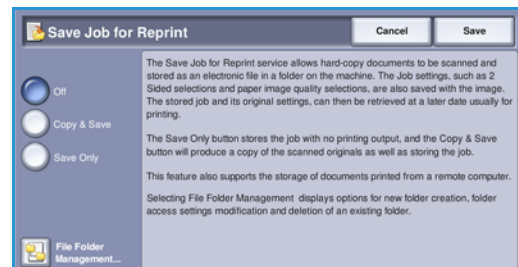 Save Job for Reprint
Cancel
Save
Off
Copy & Save
Save Only
The Save Job for Reprint service allows hard-copy documents to be scanned and
stored as an electronic file in a folder on the machine. The Job settings, such as 2
Sided selections and paper image quality selections, are also saved with the image.
The stored job and its original settings, can then be retrieved at a later date usually for
printing.
The Save Only button stores the job with no printing output, and the Copy & Save
button will produce a copy of the scanned originals as well as storing the job.
This feature also supports the storage of documents printed from a remote computer.
Selecting File Folder Management displays options for new folder creation, folder
access settings modification and deletion of an existing folder.
File Folder
Management...